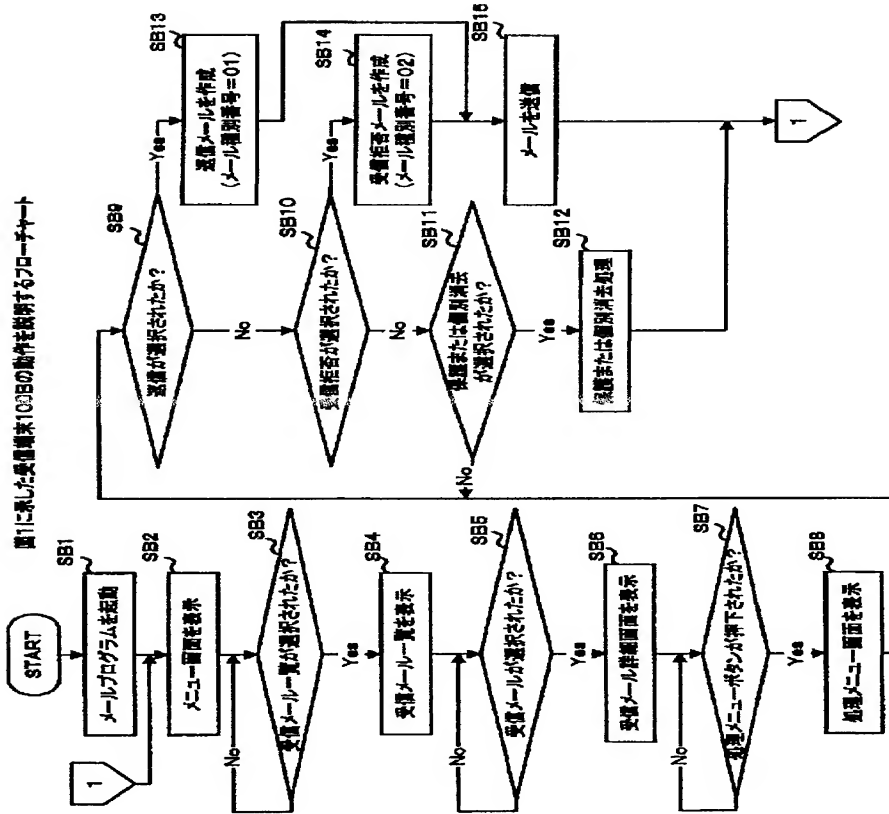 図1に示した受信端末100Bの動作を説明するフローチャート
START
1
SB1
メールプログラムを起動
SB2
メニュー画面を表示
SB3
受信メール一覧が選択されたか?
No
Yes
SB4
受信メール一覧を表示
SB5
受信メールが選択されたか?
No
Yes
SB6
受信メール詳細画面を表示
SB7
処理メニューボタンが押下されたか?
No
Yes
SB8
処理メニュー画面を表示
SB9
返信が選択されたか?
Yes
No
SB10
受信拒否が選択されたか?
Yes
No
SB11
保護または個別消去
が選択されたか?
No
Yes
SB12
保護または個別消去処理
SB13
返信メールを作成
(メール種別番号=01)
SB14
受信拒否メールを作成
(メール種別番号=02)
SB15
メールを送信
1